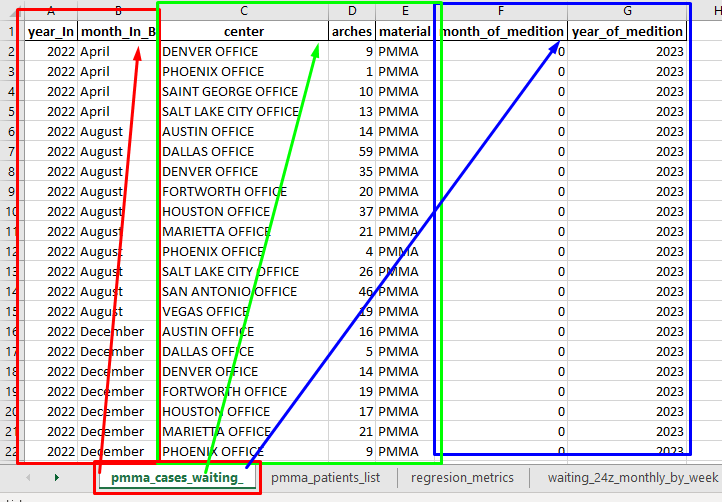 A B C D E F G H
1 year_In month_In_B center arches material month_of_medition year_of_medition
2 2022 April DENVER OFFICE 9 PMMA 0 2023
3 2022 April PHOENIX OFFICE 1 PMMA 0 2023
4 2022 April SAINT GEORGE OFFICE 10 PMMA 0 2023
5 2022 April SALT LAKE CITY OFFICE 13 PMMA 0 2023
6 2022 August AUSTIN OFFICE 14 PMMA 0 2023
7 2022 August DALLAS OFFICE 59 PMMA 0 2023
8 2022 August DENVER OFFICE 35 PMMA 0 2023
9 2022 August FORTWORTH OFFICE 20 PMMA 0 2023
10 2022 August HOUSTON OFFICE 37 PMMA 0 2023
11 2022 August MARIETTA OFFICE 21 PMMA 0 2023
12 2022 August PHOENIX OFFICE 4 PMMA 0 2023
13 2022 August SALT LAKE CITY OFFICE 26 PMMA 0 2023
14 2022 August SAN ANTONIO OFFICE 46 PMMA 0 2023
15 2022 August VEGAS OFFICE 19 PMMA 0 2023
16 2022 December AUSTIN OFFICE 16 PMMA 0 2023
17 2022 December DALLAS OFFICE 5 PMMA 0 2023
18 2022 December DENVER OFFICE 14 PMMA 0 2023
19 2022 December FORTWORTH OFFICE 19 PMMA 0 2023
20 2022 December HOUSTON OFFICE 17 PMMA 0 2023
21 2022 December MARIETTA OFFICE 21 PMMA 0 2023
22 2022 December PHOENIX OFFICE 9 PMMA 0 2023
pmma_cases_waiting_ pmma_patients_list regresion_metrics waiting_24z_monthly_by_week